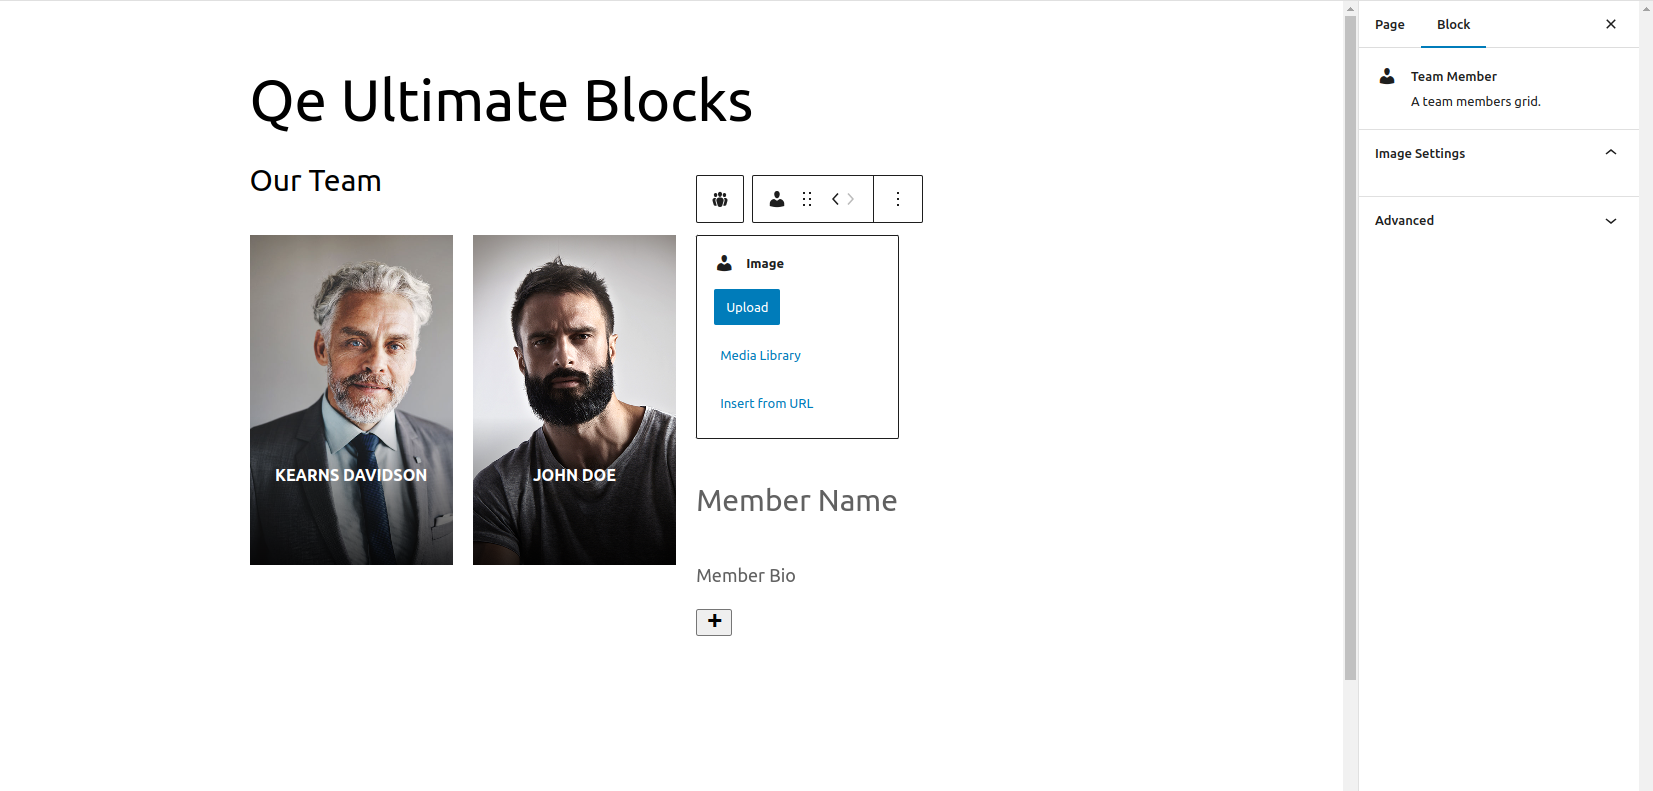 Qe Ultimate Blocks
Our Team
KEARNS DAVIDSON
JOHN DOE
Image
Upload
Media Library
Insert from URL
Member Name
Member Bio
Page
Block
Team Member
A team members grid.
Image Settings
Advanced